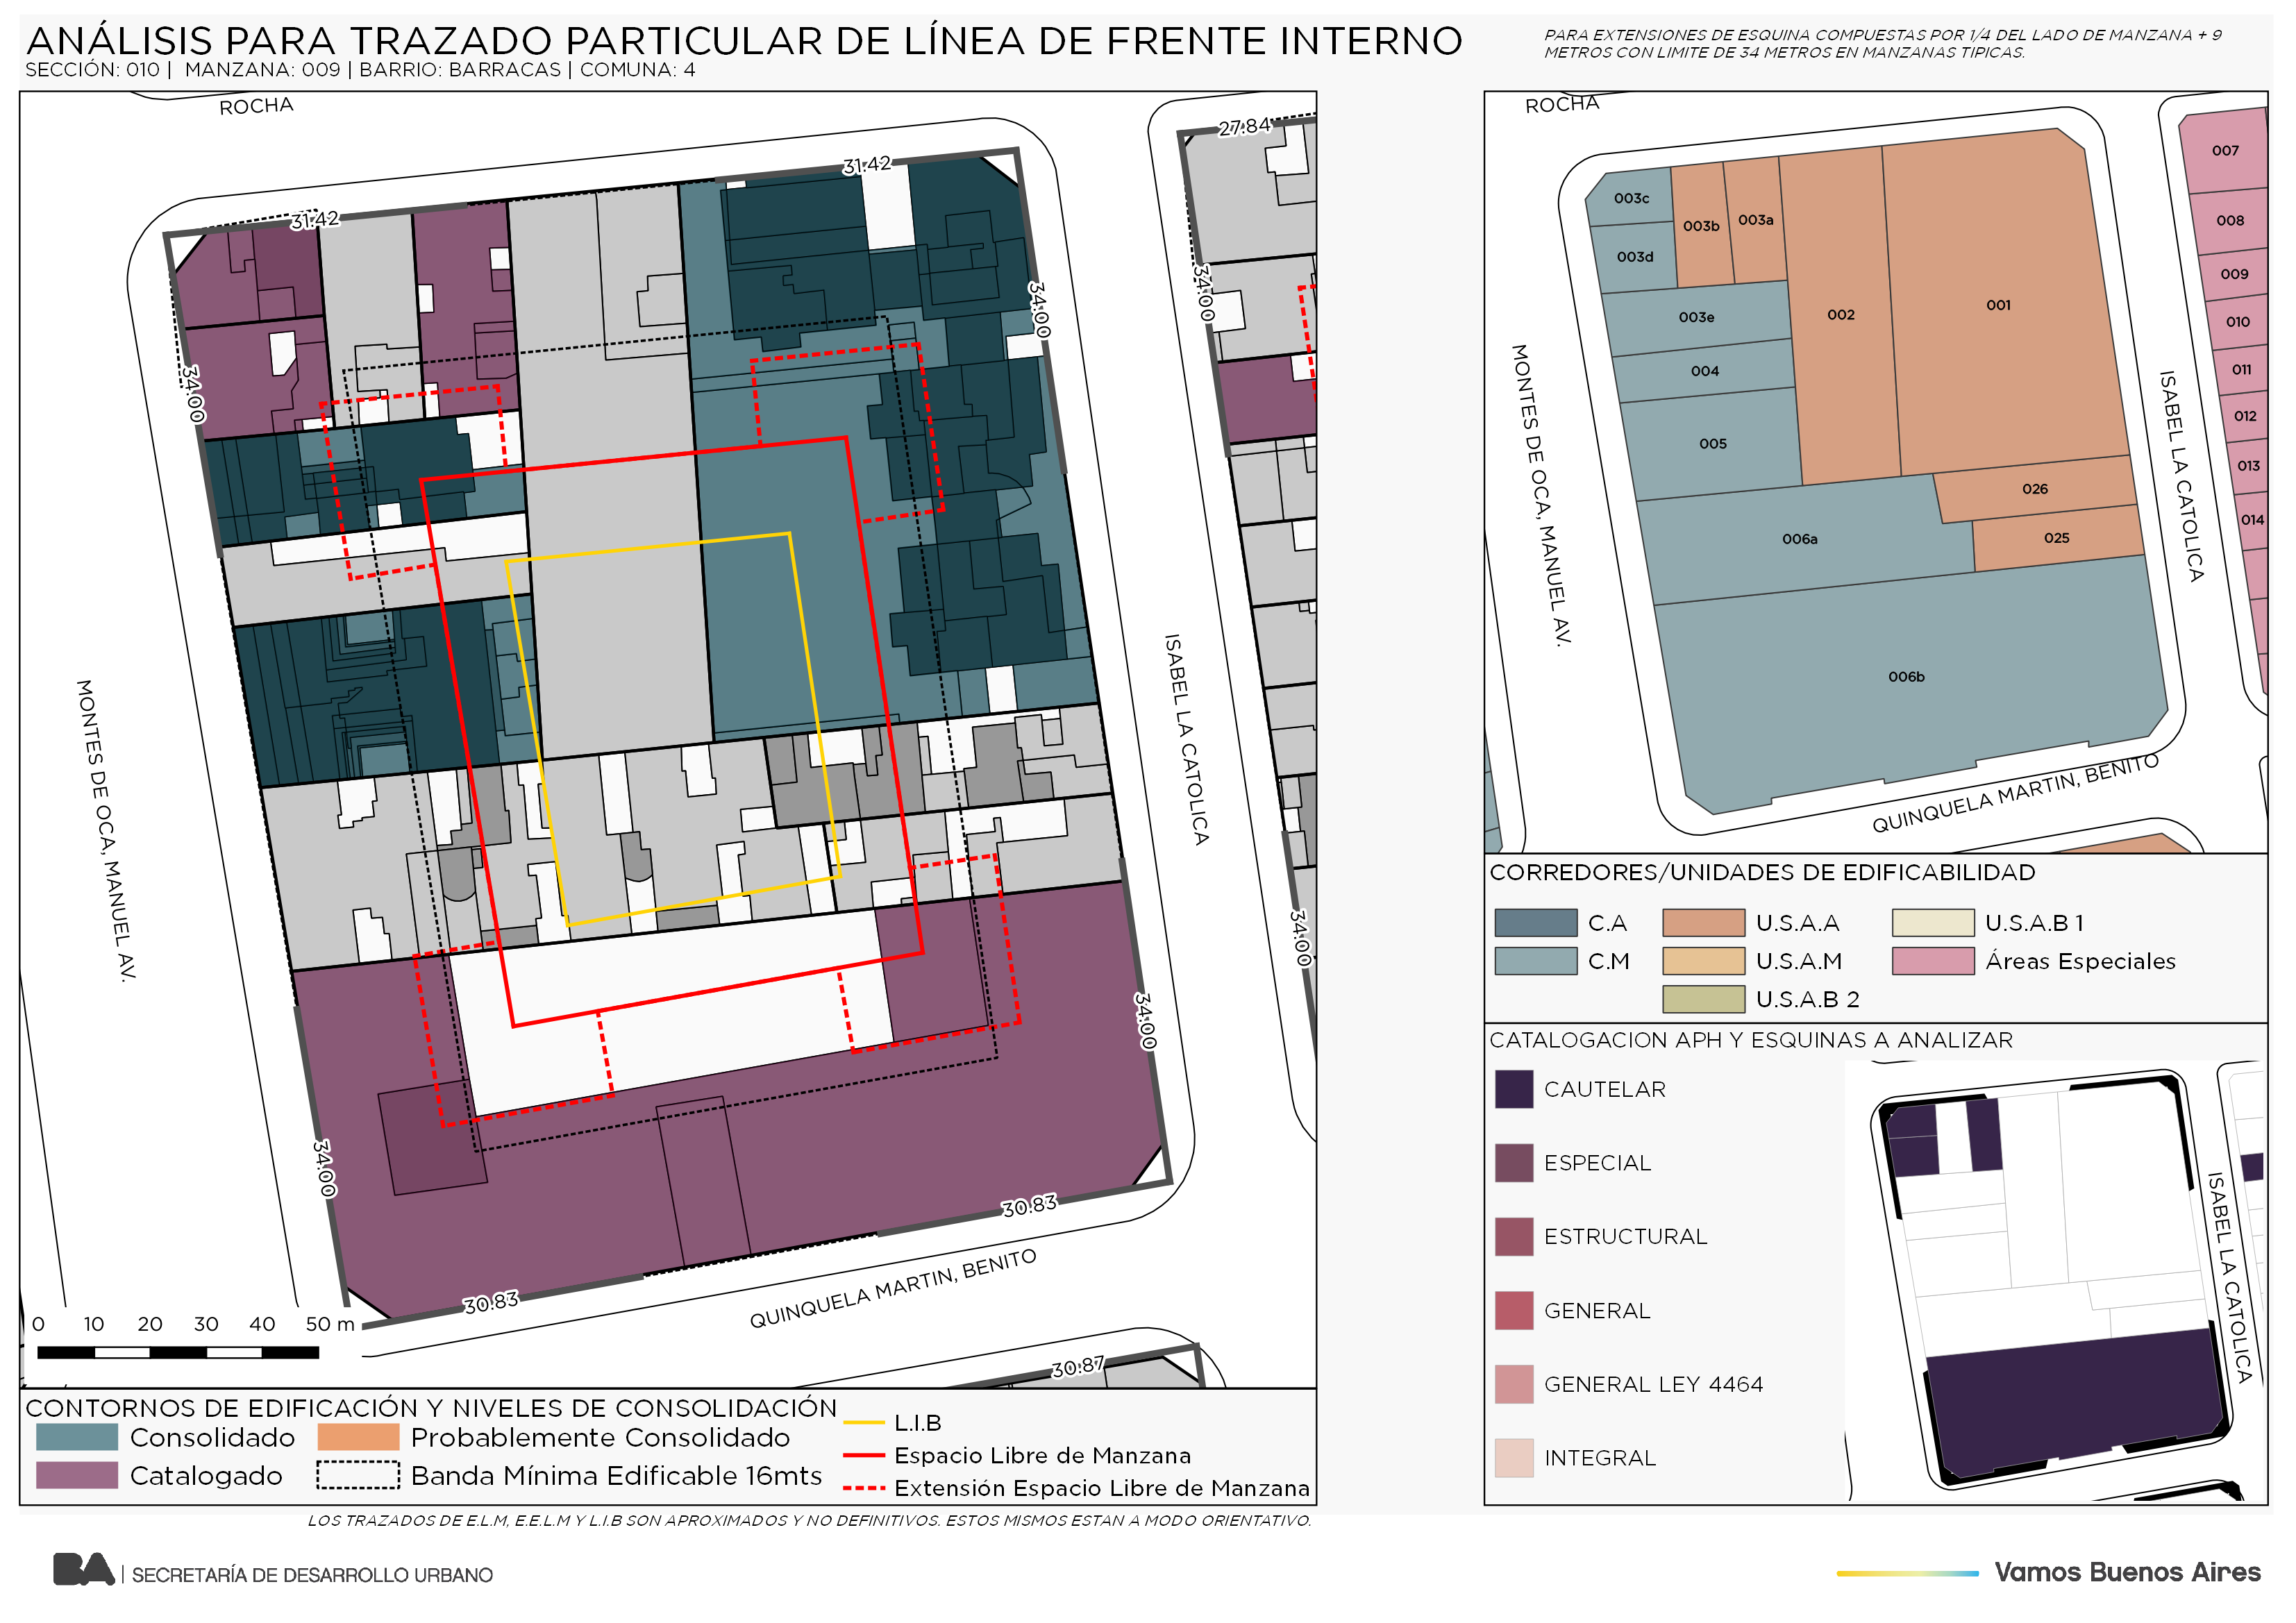 ANÁLISIS PARA TRAZADO PARTICULAR DE LÍNEA DE FRENTE INTERNO
SECCIÓN: 010 | MANZANA: 009 | BARRIO: BARRACAS | COMUNA: 4
PARA EXTENSIONES DE ESQUINA COMPUESTAS POR 1/4 DEL LADO DE MANZANA + 9
METROS CON LIMITE DE 34 METROS EN MANZANAS TIPICAS.
ROCHA
31.42
31.42
27.84
34.00
34.00
34.00
MONTES DE OCA, MANUEL AV.
ISABEL LA CATOLICA
34.00
34.00
34.00
30.83
30.83
QUINQUELA MARTIN, BENITO
30.87
0 10 20 30 40 50 m
CONTORNOS DE EDIFICACIÓN Y NIVELES DE CONSOLIDACIÓN
Consolidado
Probablemente Consolidado
Catalogado
Banda Mínima Edificable 16mts
L.I.B
Espacio Libre de Manzana
Extensión Espacio Libre de Manzana
ROCHA
003c
003b
003a
003d
003e
004
005
002
001
026
025
006a
006b
007
008
009
010
011
012
013
014
MONTES DE OCA, MANUEL AV.
ISABEL LA CATOLICA
QUINQUELA MARTIN, BENITO
CORREDORES/UNIDADES DE EDIFICABILIDAD
C.A
U.S.A.A
U.S.A.B 1
C.M
U.S.A.M
Áreas Especiales
U.S.A.B 2
CATALOGACION APH Y ESQUINAS A ANALIZAR
CAUTELAR
ESPECIAL
ESTRUCTURAL
GENERAL
GENERAL LEY 4464
INTEGRAL
ISABEL LA CATOLICA
LOS TRAZADOS DE E.L.M, E.E.L.M Y L.I.B SON APROXIMADOS Y NO DEFINITIVOS. ESTOS MISMOS ESTAN A MODO ORIENTATIVO.
BA | SECRETARÍA DE DESARROLLO URBANO
Vamos Buenos Aires